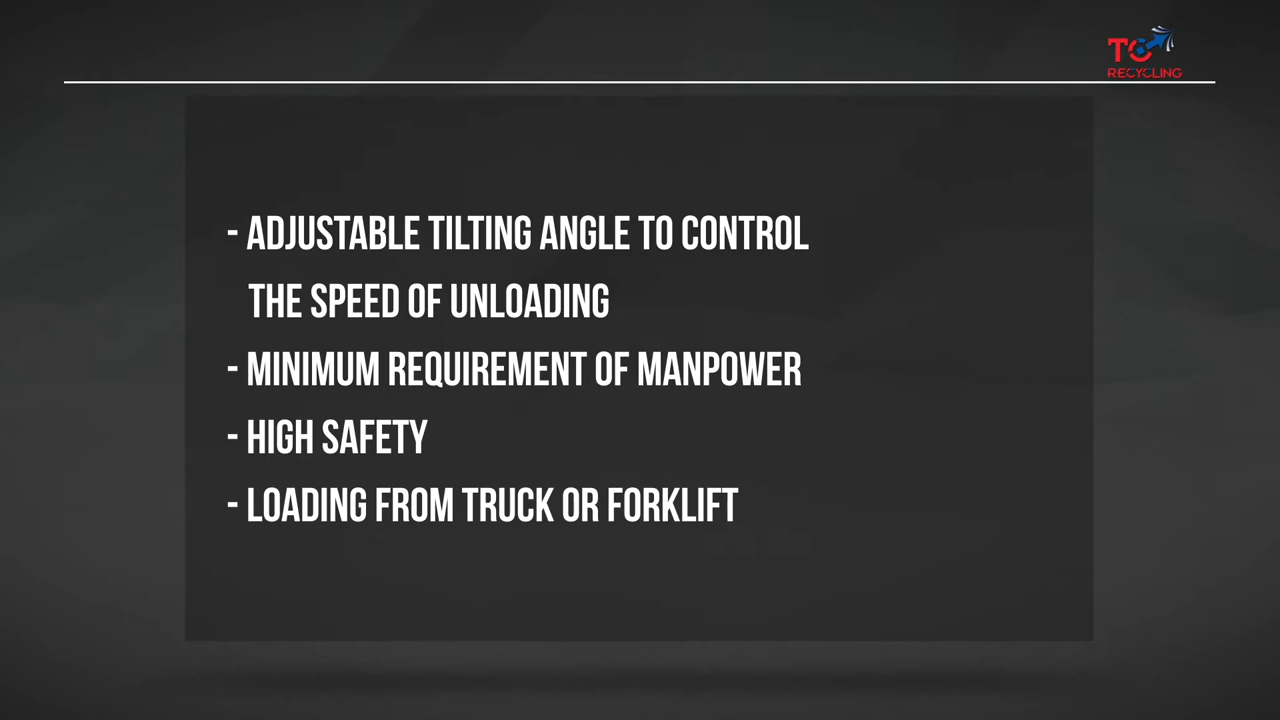 TC
RECYCLING
- ADJUSTABLE TILTING ANGLE TO CONTROL
THE SPEED OF UNLOADING
- MINIMUM REQUIREMENT OF MANPOWER
- HIGH SAFETY
- LOADING FROM TRUCK OR FORKLIFT